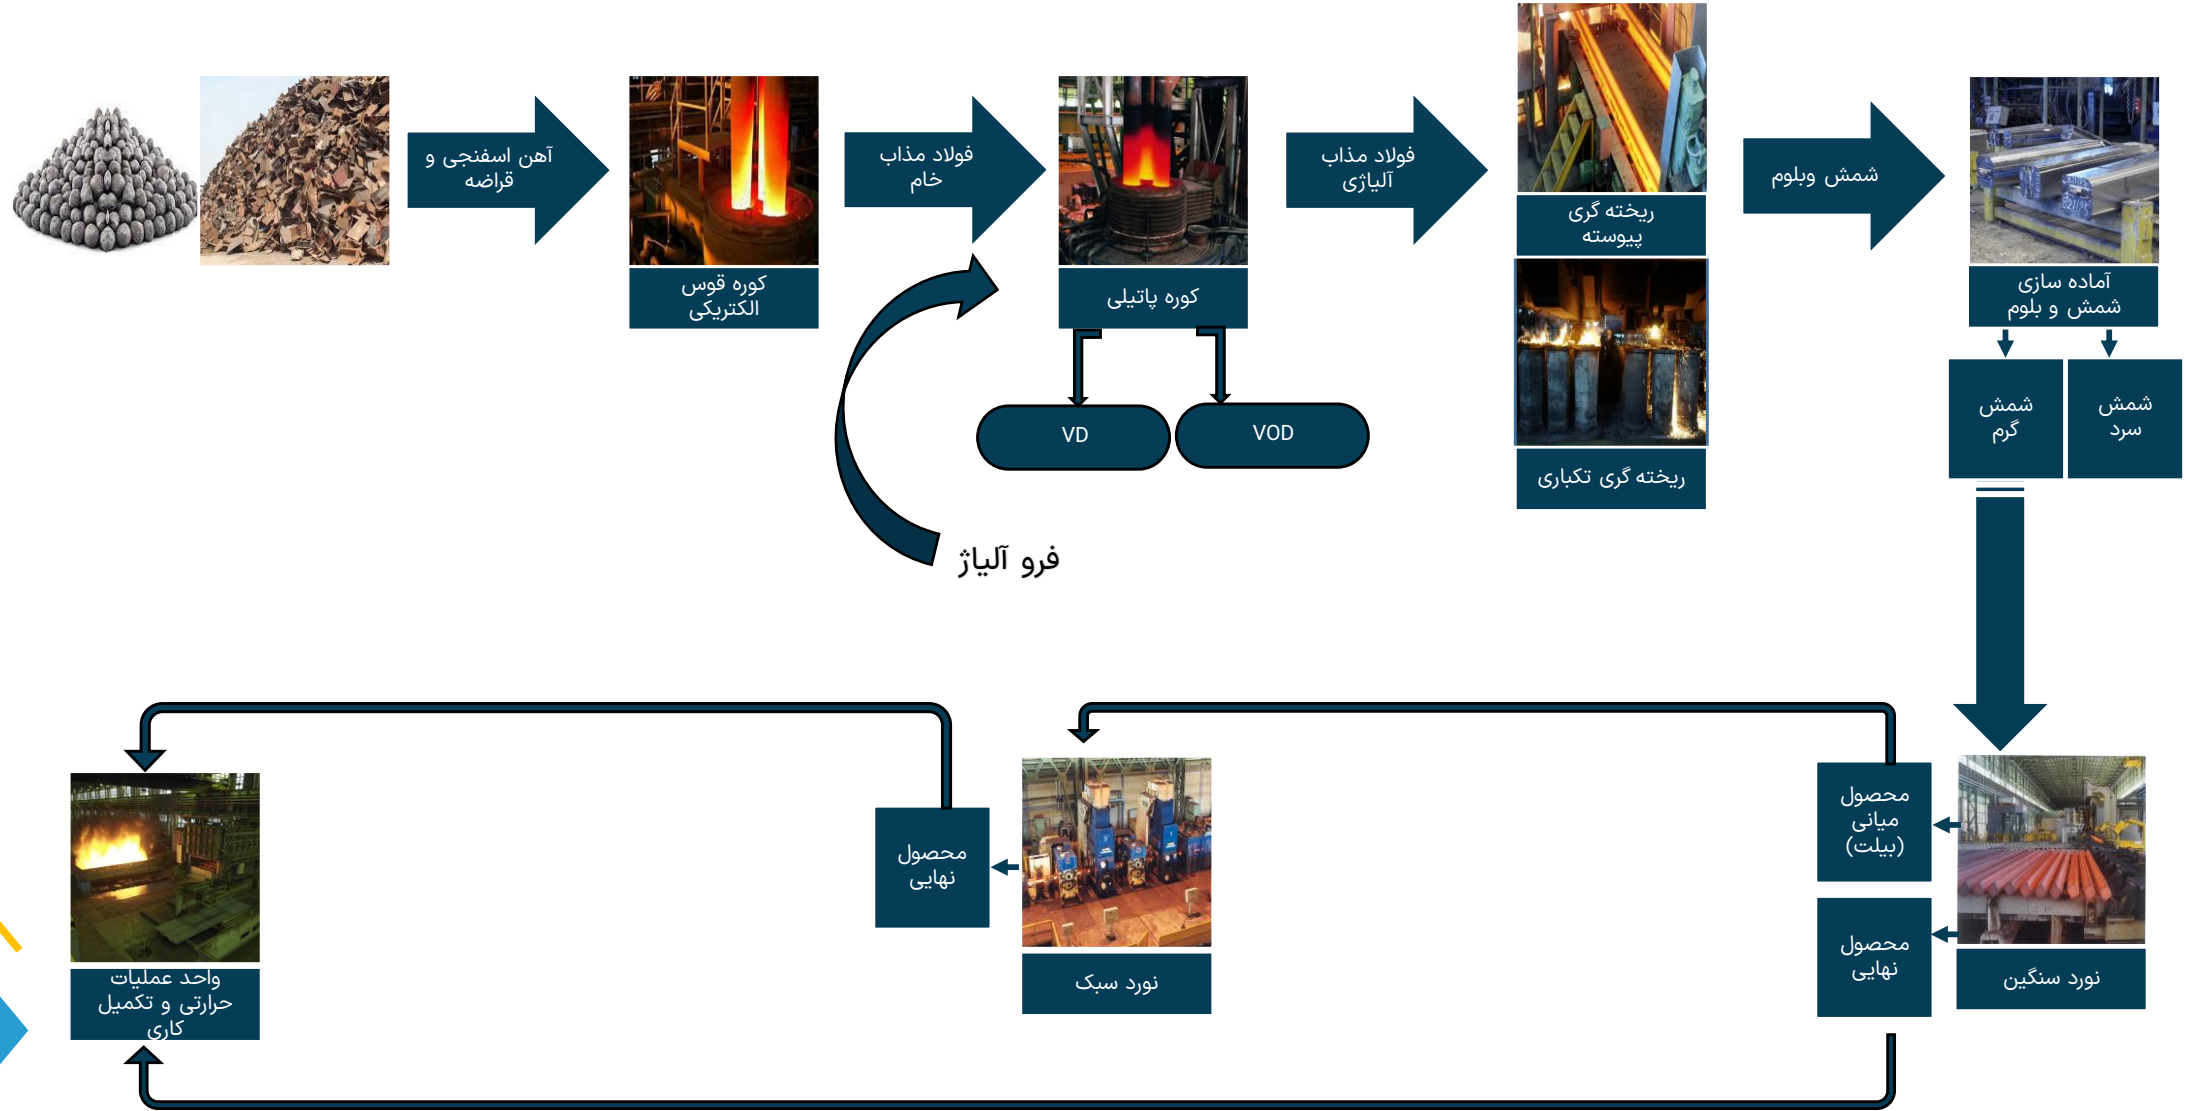 آهن اسفنجی و
قراضه
کوره قوس
الکتریکی
فولاد مذاب
خام
کوره پاتیلی
VD
VOD
فرو آلیاژ
فولاد مذاب
آلیاژی
ریخته گری
پیوسته
ریخته گری تکباری
شمش وبلوم
آماده سازی
شمش و بلوم
شمش
گرم
شمش
سرد
نورد سنگین
محصول
میانی
(بیلت)
محصول
نهایی
نورد سبک
محصول
نهایی
واحد عملیات
حرارتی و تکمیل
کاری